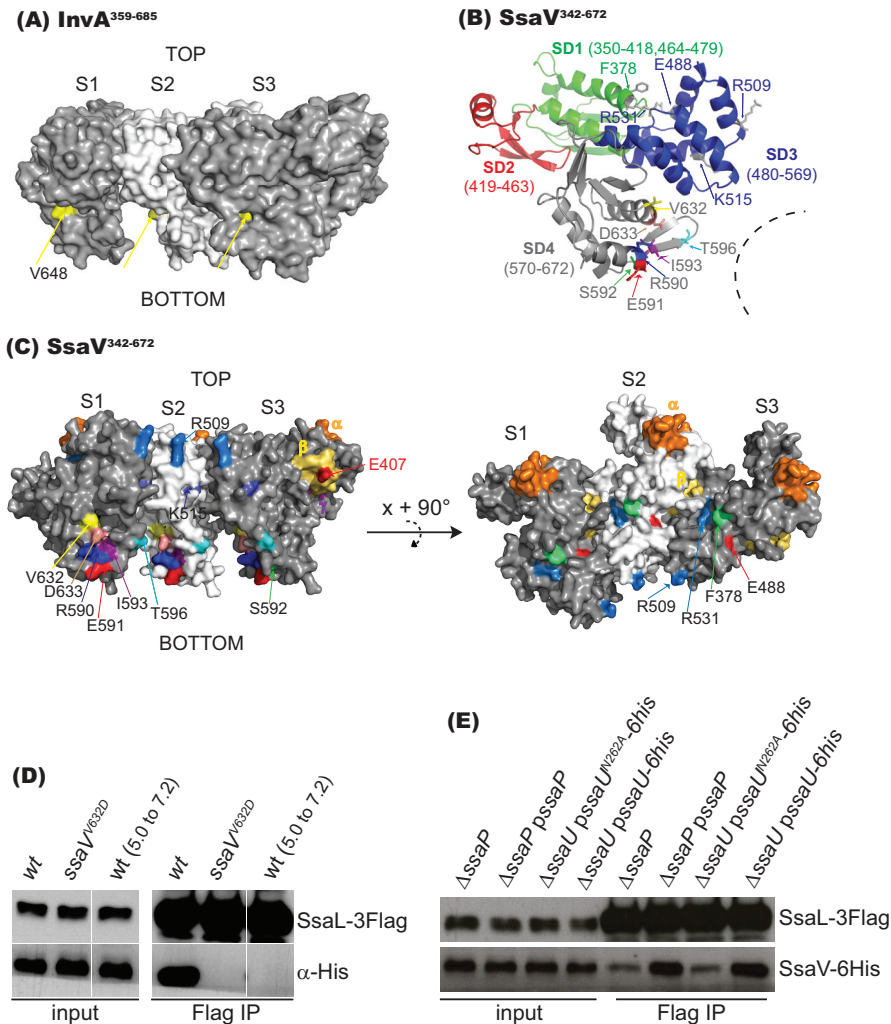 (A) InvA359-685
TOP
S1 S2 S3
V648
BOTTOM
(B) SsaV342-672
SD1 (350-418,464-479)
F378 E488
R509
R531
SD2
(419-463)
SD3
(480-569)
K515
V632
D633
SD4
(570-672)
T596
I593
S592 R590
E591
(C) SsaV342-672
TOP
S1 S2 S3
R509
α
β
E407
K515
V632
D633
R590
E591
I593
T596
S592
BOTTOM
x + 90°
S2
S1 S3
α
β
R509
R531
F378
E488
(D)
wt ssaVV632D wt (5.0 to 7.2) wt ssaVV632D wt (5.0 to 7.2)
SsaL-3Flag
α-His
input Flag IP
(E)
ΔssaP ΔssaP pssaP ΔssaU pssaUN262A-6his ΔssaU pssaU-6his ΔssaP ΔssaP pssaP ΔssaU pssaUN262A-6his ΔssaU pssaU-6his
SsaL-3Flag
SsaV-6His
input Flag IP